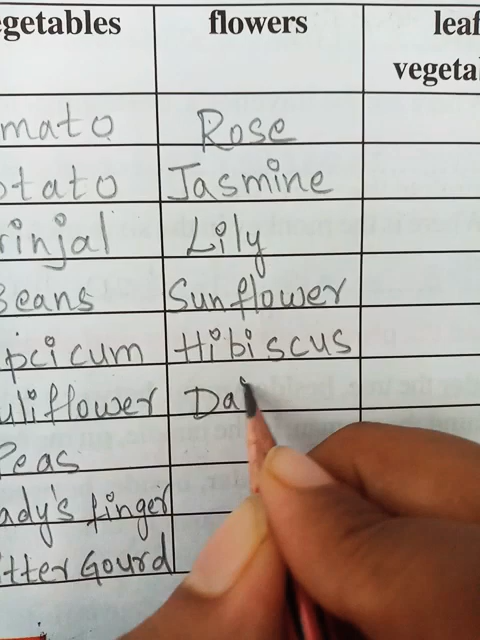 egetables flowers leaf
vegeta
mato Rose
otato Jasmine
rinjal Lily
Beans Sunflower
pcicum Hibiscus
uliflower Dai
Peas
ady's finger
itter Gourd